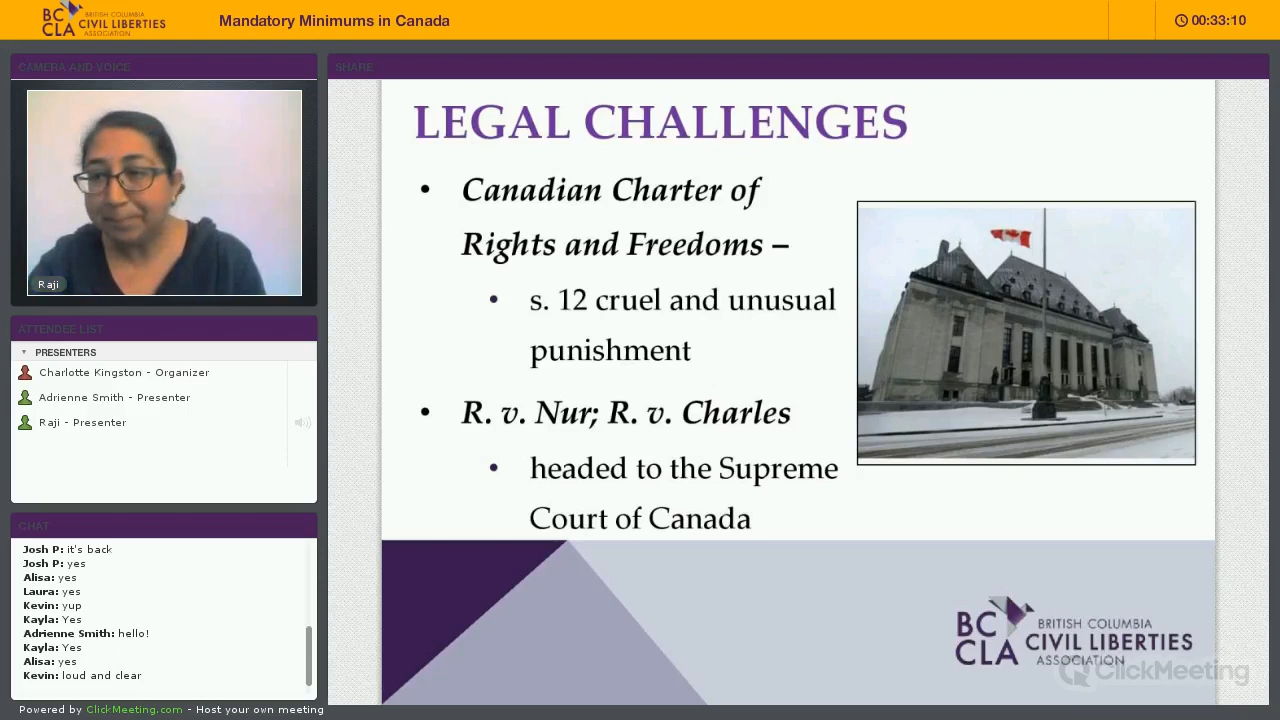 BC
CLA
BRITISH COLUMBIA
CIVIL LIBERTIES
ASSOCIATION
Mandatory Minimums in Canada
00:33:10
CAMERA AND VOICE
Raji
ATTENDEE LIST
PRESENTERS
Charlotte Kingston - Organizer
Adrienne Smith - Presenter
Raji - Presenter
CHAT
Josh P: it's back
Josh P: yes
Alisa: yes
Laura: yes
Kevin: yup
Kayla: Yes
Adrienne Smith: hello!
Kayla: Yes
Alisa: yes
Kevin: loud and clear
Powered by ClickMeeting.com - Host your own meeting
SHARE
LEGAL CHALLENGES
• Canadian Charter of
Rights and Freedoms –
• s. 12 cruel and unusual
punishment
• R. v. Nur; R. v. Charles
• headed to the Supreme
Court of Canada
BC
CLA
BRITISH COLUMBIA
CIVIL LIBERTIES
ASSOCIATION
ClickMeeting